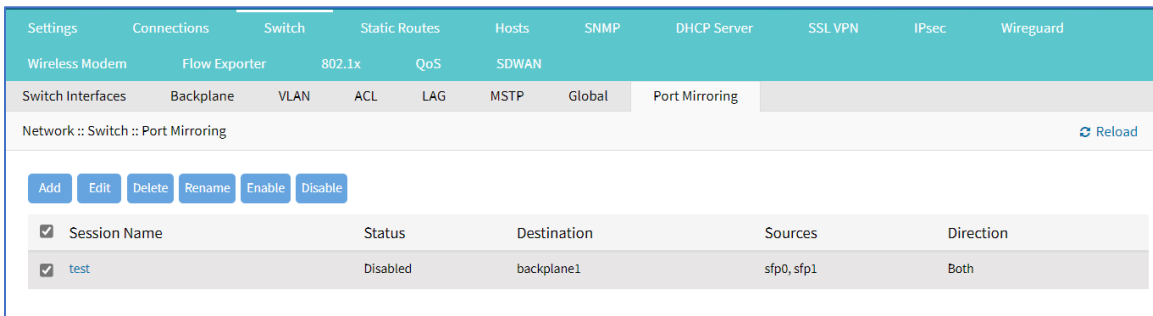 Settings Connections Switch Static Routes Hosts SNMP DHCP Server SSL VPN IPsec Wireguard
Wireless Modem Flow Exporter 802.1x QoS SDWAN
Switch Interfaces Backplane VLAN ACL LAG MSTP Global Port Mirroring
Network :: Switch :: Port Mirroring Reload
Add Edit Delete Rename Enable Disable
Session Name Status Destination Sources Direction
test Disabled backplane1 sfp0, sfp1 Both